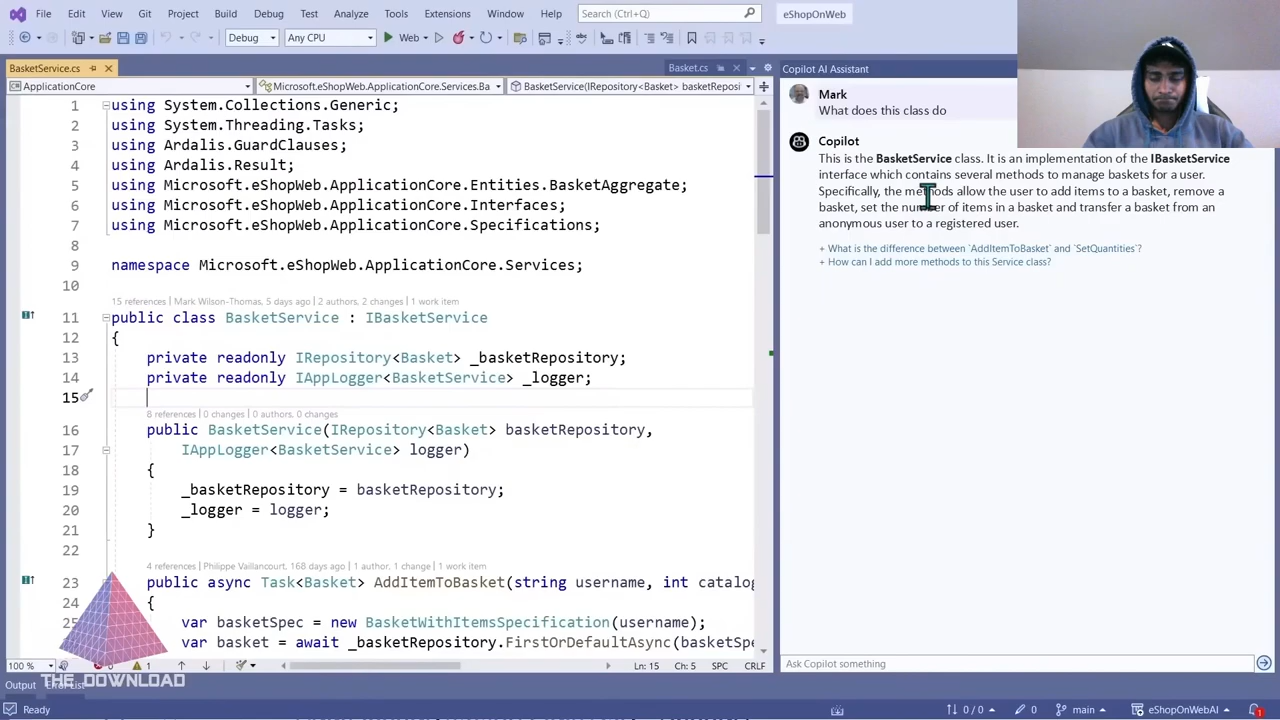 File Edit View Git Project Build Debug Test Analyze Tools Extensions Window Help Search (Ctrl+Q) eShopOnWeb
Debug Any CPU Web
BasketService.cs Basket.cs
ApplicationCore Microsoft.eShopWeb.ApplicationCore.Services.Ba BasketService(IRepository<Basket> basketReposi
1 using System.Collections.Generic;
2 using System.Threading.Tasks;
3 using Ardalis.GuardClauses;
4 using Ardalis.Result;
5 using Microsoft.eShopWeb.ApplicationCore.Entities.BasketAggregate;
6 using Microsoft.eShopWeb.ApplicationCore.Interfaces;
7 using Microsoft.eShopWeb.ApplicationCore.Specifications;
8
9 namespace Microsoft.eShopWeb.ApplicationCore.Services;
10
15 references | Mark Wilson-Thomas, 5 days ago | 2 authors, 2 changes | 1 work item
11 public class BasketService : IBasketService
12 {
13 private readonly IRepository<Basket> _basketRepository;
14 private readonly IAppLogger<BasketService> _logger;
15
8 references | 0 changes | 0 authors, 0 changes
16 public BasketService(IRepository<Basket> basketRepository,
17 IAppLogger<BasketService> logger)
18 {
19 _basketRepository = basketRepository;
20 _logger = logger;
21 }
22
4 references | Philippe Vaillancourt, 168 days ago | 1 author, 1 change | 1 work item
23 public async Task<Basket> AddItemToBasket(string username, int catalog
24 {
25 var basketSpec = new BasketWithItemsSpecification(username);
26 var basket = await _basketRepository.FirstOrDefaultAsync(basketSpe
100 % 1 Ln: 15 Ch: 5 SPC CRLF
THE DOWNLOAD
Output Error List
Copilot AI Assistant
Mark
What does this class do
Copilot
This is the BasketService class. It is an implementation of the IBasketService
interface which contains several methods to manage baskets for a user.
Specifically, the methods allow the user to add items to a basket, remove a
basket, set the number of items in a basket and transfer a basket from an
anonymous user to a registered user.
+ What is the difference between `AddItemToBasket` and `SetQuantities`?
+ How can I add more methods to this Service class?
Ask Copilot something
Ready 0 / 0 0 main eShopOnWebAI 1